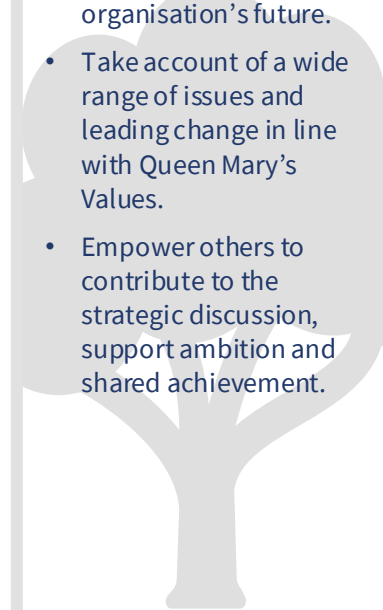 organisation's future.
• Take account of a wide
range of issues and
leading change in line
with Queen Mary's
Values.
• Empower others to
contribute to the
strategic discussion,
support ambition and
shared achievement.